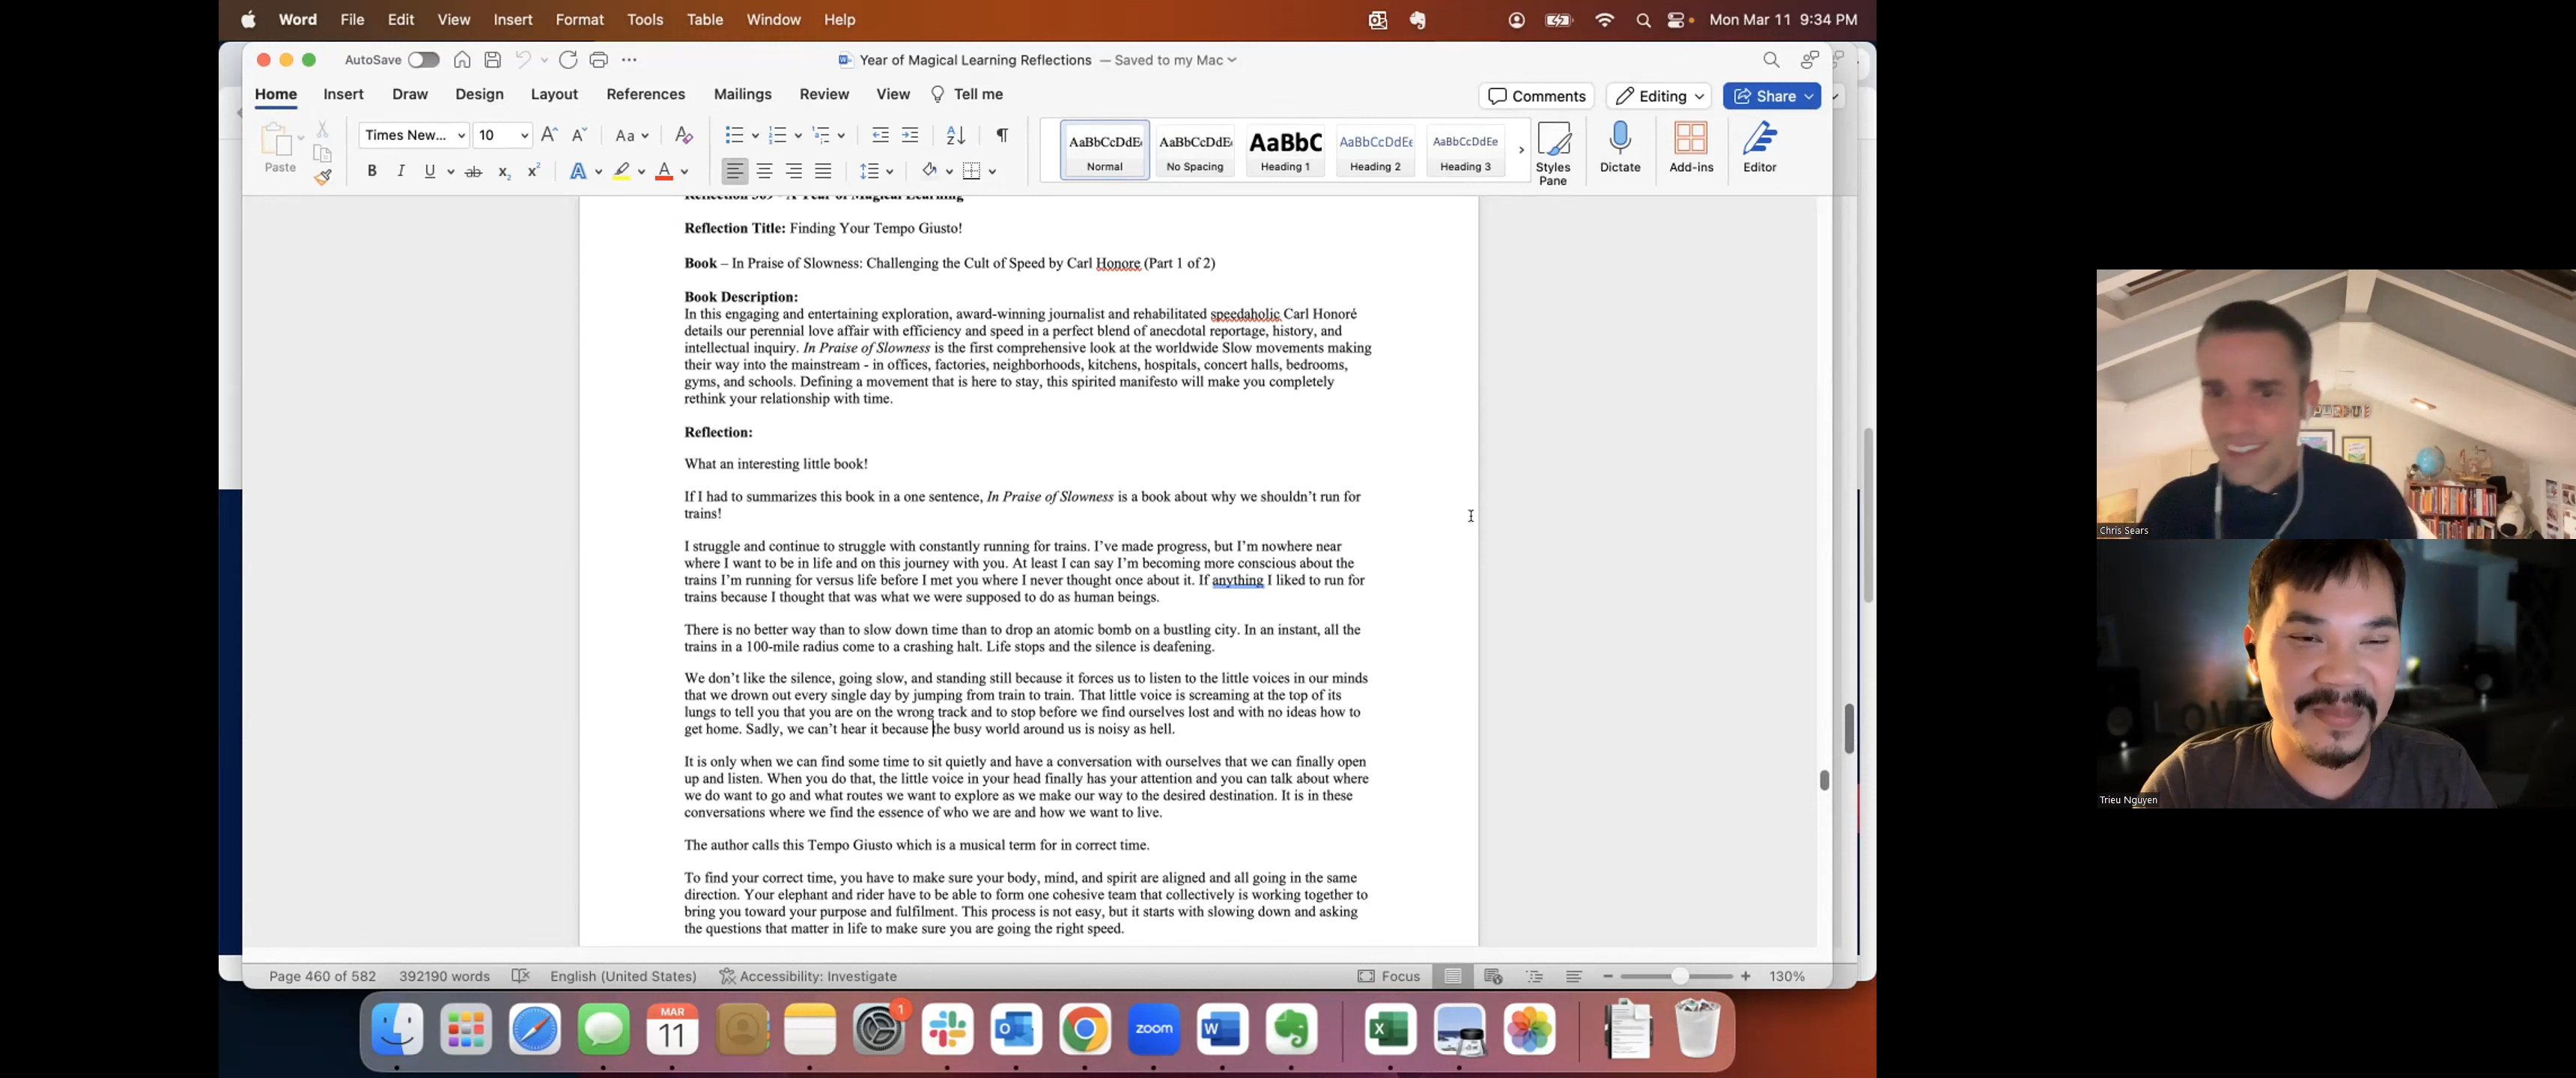 Word File Edit View Insert Format Tools Table Window Help Mon Mar 11 9:34 PM
AutoSave Year of Magical Learning Reflections — Saved to my Mac
Home Insert Draw Design Layout References Mailings Review View Tell me Comments Editing Share
Paste Times New... 10 Aa
AaBbCcDdEe AaBbCcDdEe AaBbC AaBbCcDdEe AaBbCcDdEe
Normal No Spacing Heading 1 Heading 2 Heading 3 Styles Pane Dictate Add-ins Editor
Reflection 369 - A Year of Magical Learning
Reflection Title: Finding Your Tempo Giusto!
Book – In Praise of Slowness: Challenging the Cult of Speed by Carl Honore (Part 1 of 2)
Book Description:
In this engaging and entertaining exploration, award-winning journalist and rehabilitated speedaholic Carl Honoré
details our perennial love affair with efficiency and speed in a perfect blend of anecdotal reportage, history, and
intellectual inquiry. In Praise of Slowness is the first comprehensive look at the worldwide Slow movements making
their way into the mainstream - in offices, factories, neighborhoods, kitchens, hospitals, concert halls, bedrooms,
gyms, and schools. Defining a movement that is here to stay, this spirited manifesto will make you completely
rethink your relationship with time.
Reflection:
What an interesting little book!
If I had to summarizes this book in a one sentence, In Praise of Slowness is a book about why we shouldn't run for
trains!
I struggle and continue to struggle with constantly running for trains. I've made progress, but I'm nowhere near
where I want to be in life and on this journey with you. At least I can say I'm becoming more conscious about the
trains I'm running for versus life before I met you where I never thought once about it. If anything I liked to run for
trains because I thought that was what we were supposed to do as human beings.
There is no better way than to slow down time than to drop an atomic bomb on a bustling city. In an instant, all the
trains in a 100-mile radius come to a crashing halt. Life stops and the silence is deafening.
We don't like the silence, going slow, and standing still because it forces us to listen to the little voices in our minds
that we drown out every single day by jumping from train to train. That little voice is screaming at the top of its
lungs to tell you that you are on the wrong track and to stop before we find ourselves lost and with no ideas how to
get home. Sadly, we can't hear it because the busy world around us is noisy as hell.
It is only when we can find some time to sit quietly and have a conversation with ourselves that we can finally open
up and listen. When you do that, the little voice in your head finally has your attention and you can talk about where
we do want to go and what routes we want to explore as we make our way to the desired destination. It is in these
conversations where we find the essence of who we are and how we want to live.
The author calls this Tempo Giusto which is a musical term for in correct time.
To find your correct time, you have to make sure your body, mind, and spirit are aligned and all going in the same
direction. Your elephant and rider have to be able to form one cohesive team that collectively is working together to
bring you toward your purpose and fulfilment. This process is not easy, but it starts with slowing down and asking
the questions that matter in life to make sure you are going the right speed.
Page 460 of 582 392190 words English (United States) Accessibility: Investigate Focus 130%
MAR
11
1
zoom
PURDUE
Chris Sears
LOVE
Trieu Nguyen